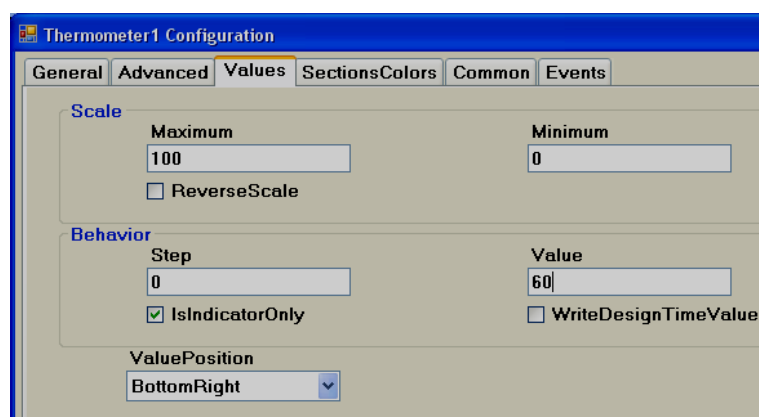 Thermometer1 Configuration
General Advanced Values SectionsColors Common Events
Scale
Maximum Minimum
100 0
ReverseScale
Behavior
Step Value
0 60
IsIndicatorOnly WriteDesignTimeValue
ValuePosition
BottomRight